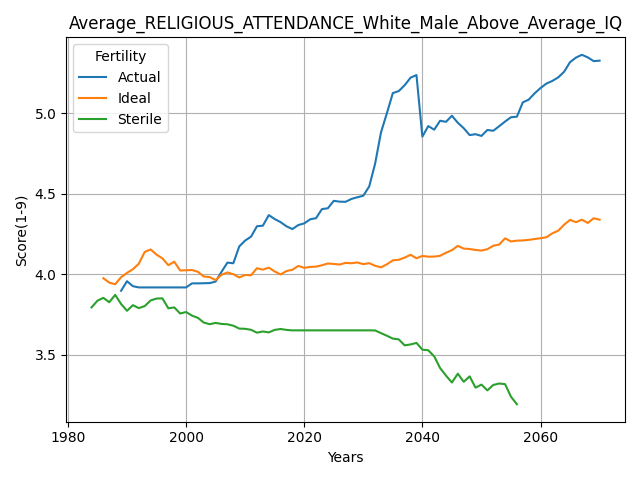 Average_RELIGIOUS_ATTENDANCE_White_Male_Above_Average_IQ
Fertility
Actual
Ideal
Sterile
Score(1-9)
5.0
4.5
4.0
3.5
1980 2000 2020 2040 2060
Years